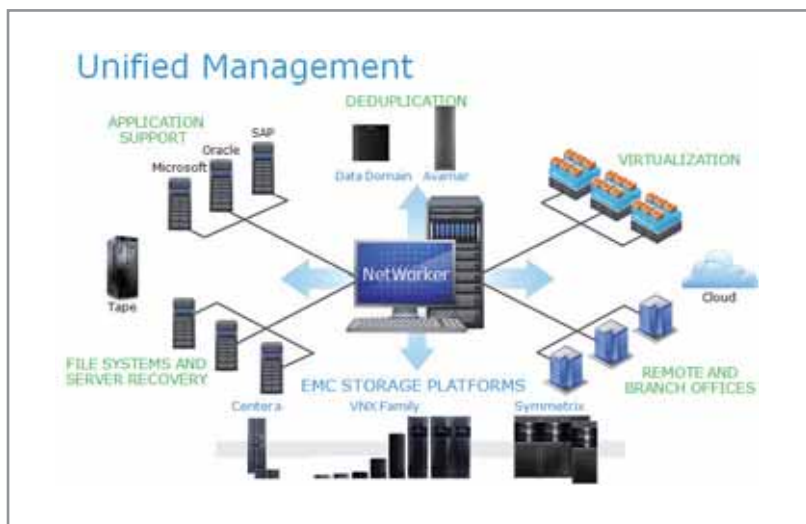 Unified Management
DEDUPLICATION
APPLICATION
SUPPORT
SAP
Oracle
Microsoft
Data Domain
Avamar
VIRTUALIZATION
NetWorker
Tape
Cloud
FILE SYSTEMS AND
SERVER RECOVERY
REMOTE AND
BRANCH OFFICES
EMC STORAGE PLATFORMS
Centera
VNX Family
Symmetrix